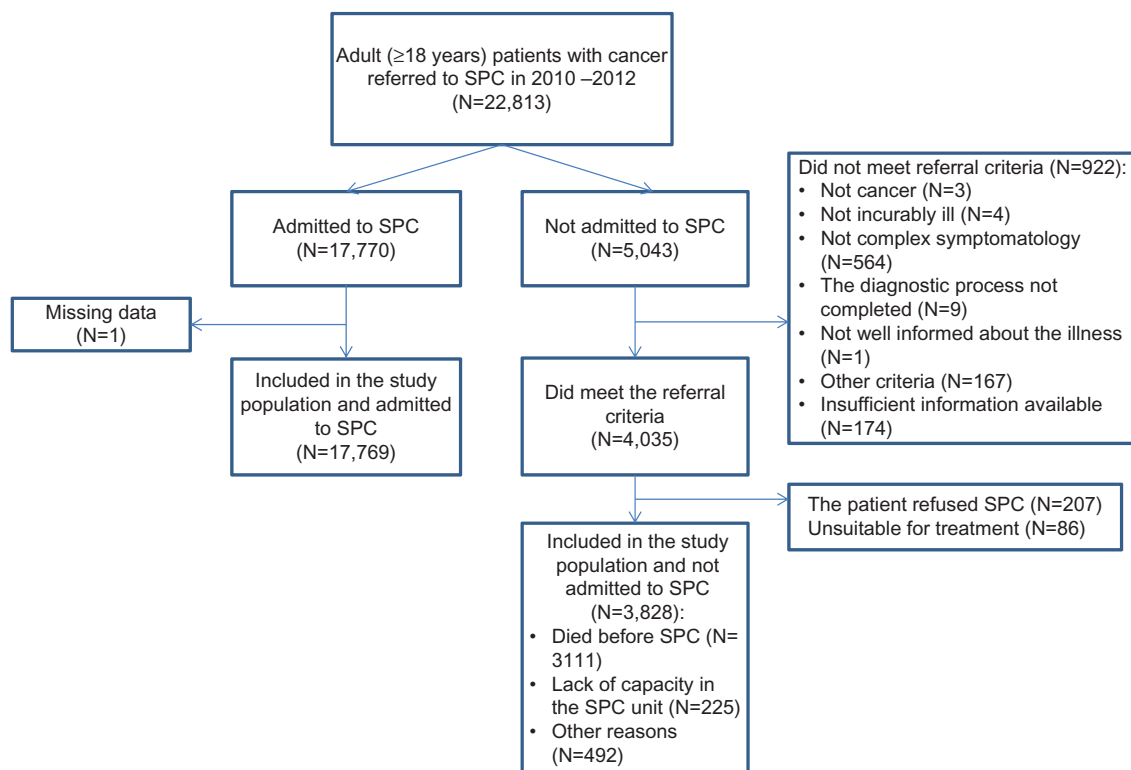 Adult (≥18 years) patients with cancer
referred to SPC in 2010 –2012
(N=22,813)
Admitted to SPC
(N=17,770)
Not admitted to SPC
(N=5,043)
Did not meet referral criteria (N=922):
• Not cancer (N=3)
• Not incurably ill (N=4)
• Not complex symptomatology
(N=564)
• The diagnostic process not
completed (N=9)
• Not well informed about the illness
(N=1)
• Other criteria (N=167)
• Insufficient information available
(N=174)
Missing data
(N=1)
Included in the study
population and admitted
to SPC
(N=17,769)
Did meet the referral
criteria
(N=4,035)
The patient refused SPC (N=207)
Unsuitable for treatment (N=86)
Included in the study
population and not
admitted to SPC
(N=3,828):
• Died before SPC (N=
3111)
• Lack of capacity in
the SPC unit (N=225)
• Other reasons
(N=492)